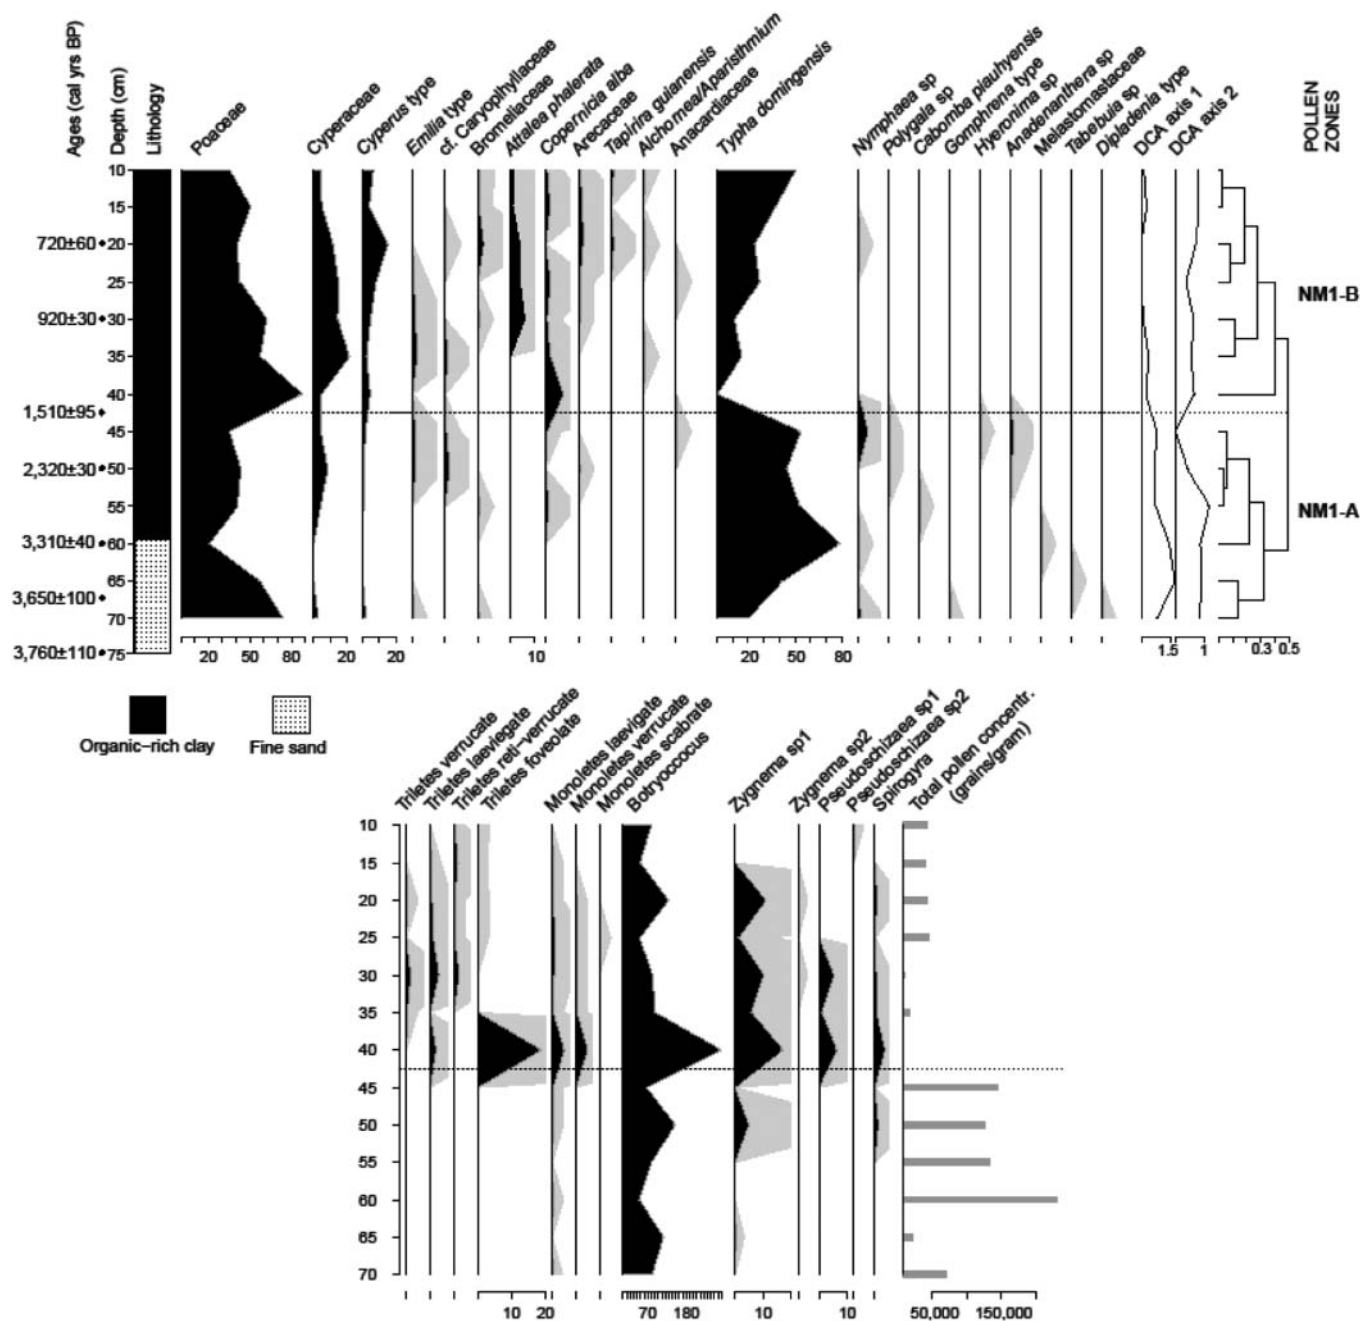 Ages (cal yrs BP)
Depth (cm)
Lithology
Poaceae
Cyperaceae
Cyperus type
Emilia type
cf. Caryoplhyllaceae
Bromeliaceae
Attalea phalerata
Copernicia alba
Arecaceae
Tapirira guianensis
Alchornea/Aparisthmium
Anacardiaceae
Typha domingensis
Nymphaea sp
Polygala sp
Cabomba piauhyensis
Gomphrena type
Hyeronima sp
Anadenanthera sp
Melastomastaceae
Tabebuia sp
Dipladenia type
DCA axis 1
DCA axis 2
POLLEN
ZONES
10
15
720±60 20
25
920±30 30
35
40
1,510±95
45
2,320±30 50
55
3,310±40 60
65
3,650±100
70
3,760±110 75
NM1-B
NM1-A
20 50 80 20 20 10 20 50 80 1.5 1 0.3 0.5
Organic-rich clay
Fine sand
Triletes verrucate
Triletes laeviegate
Triletes reti-verrucate
Triletes foveolate
Monoletes laevigate
Monoletes verrucate
Monoletes scabrate
Botryoccocus
Zygnema sp1
Zygnema sp2
Pseudoschizaea sp1
Pseudoschizaea sp2
Spirogyra
Total pollen concentr.
(grains/gram)
10
15
20
25
30
35
40
45
50
55
60
65
70
10 20 70 180 10 10 50,000 150,000